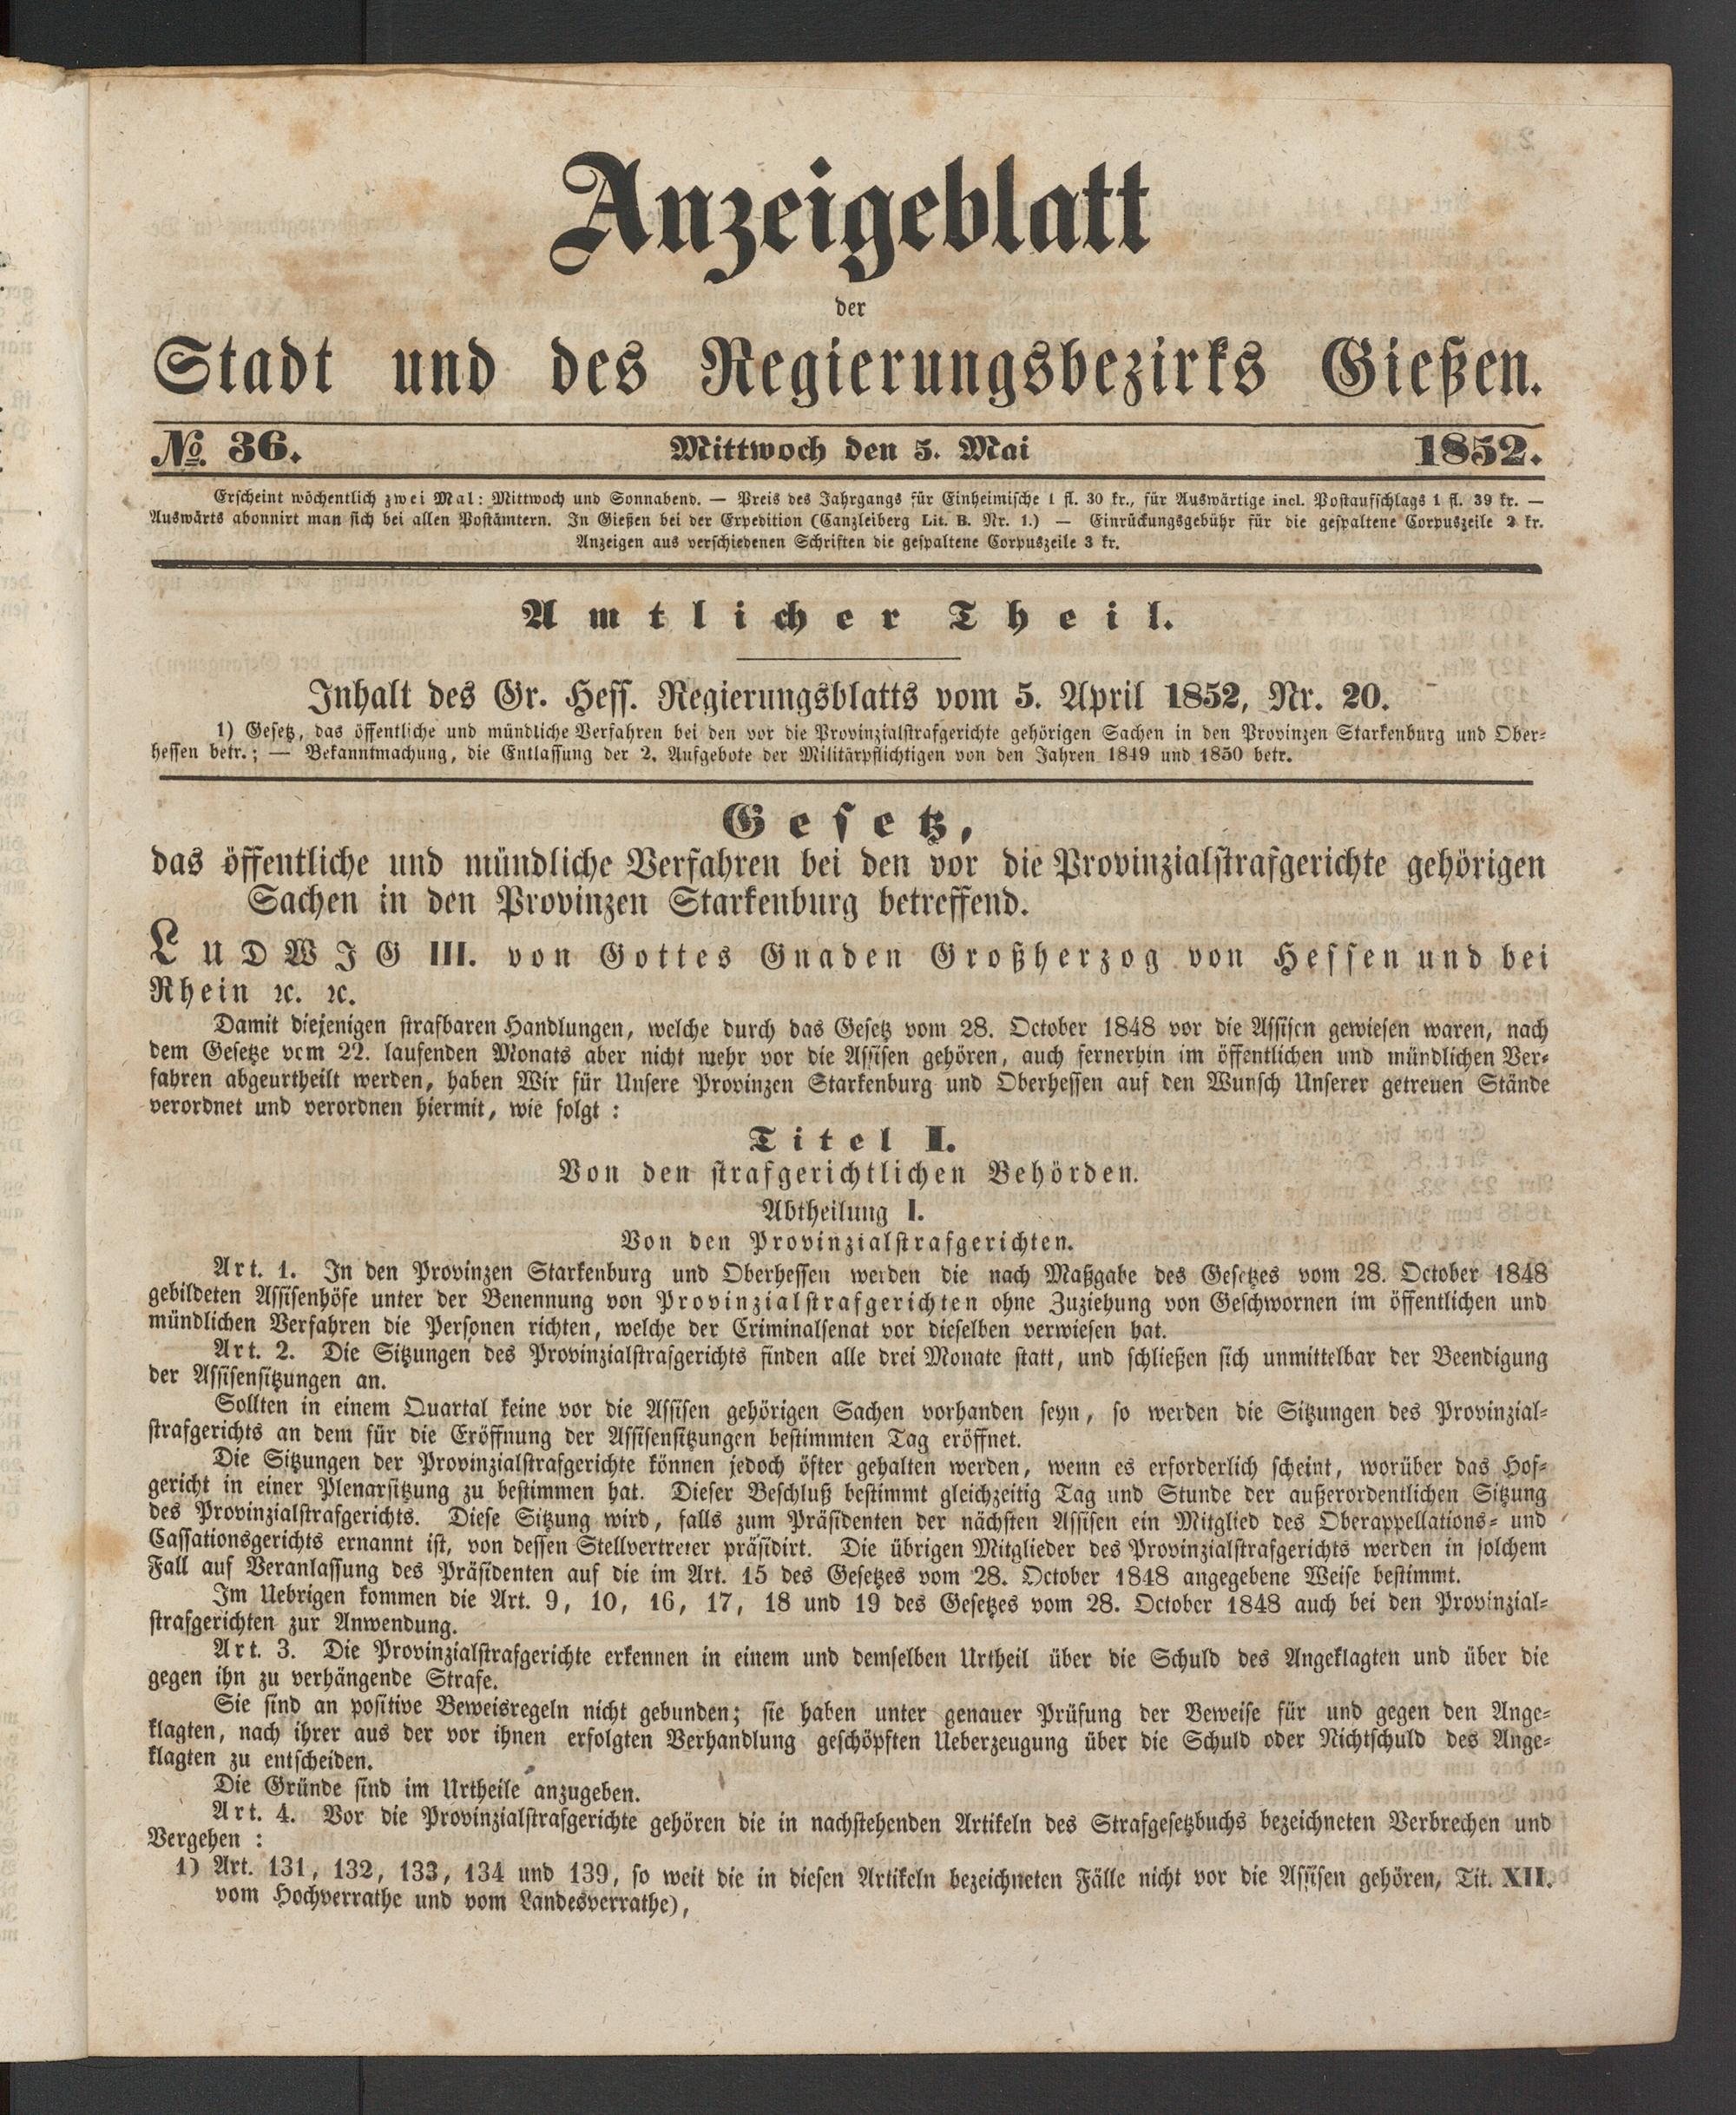 Anzeigeblatt
der
Stadt und des Regierungsbezirks Gießen.
№ 36. Mittwoch den 5. Mai 1852.
Erscheint wöchentlich zwei Mal: Mittwoch und Sonnabend. — Preis des Jahrgangs für Einheimische 1 fl. 30 kr., für Auswärtige incl. Postaufschlags 1 fl. 39 kr. —
Auswärts abonnirt man sich bei allen Postämtern. In Gießen bei der Expedition (Canzleiberg Lit. B. Nr. 1.) — Einrückungsgebühr für die gespaltene Corpuszeile 2 kr.
Anzeigen aus verschiedenen Schriften die gespaltene Corpuszeile 3 kr.
Amtlicher Theil.
Inhalt des Gr. Hess. Regierungsblatts vom 5. April 1852, Nr. 20.
1) Gesetz, das öffentliche und mündliche Verfahren bei den vor die Provinzialstrafgerichte gehörigen Sachen in den Provinzen Starkenburg und Ober-
hessen betr.; — Bekanntmachung, die Entlassung der 2. Aufgebote der Militärpflichtigen von den Jahren 1849 und 1850 betr.
Gesetz,
das öffentliche und mündliche Verfahren bei den vor die Provinzialstrafgerichte gehörigen
Sachen in den Provinzen Starkenburg betreffend.
LUDWIG III. von Gottes Gnaden Großherzog von Hessen und bei
Rhein ꝛc. ꝛc.
Damit diejenigen strafbaren Handlungen, welche durch das Gesetz vom 28. October 1848 vor die Assisen gewiesen waren, nach
dem Gesetze vom 22. laufenden Monats aber nicht mehr vor die Assisen gehören, auch fernerhin im öffentlichen und mündlichen Ver-
fahren abgeurtheilt werden, haben Wir für Unsere Provinzen Starkenburg und Oberhessen auf den Wunsch Unserer getreuen Stände
verordnet und verordnen hiermit, wie folgt :
Titel I.
Von den strafgerichtlichen Behörden.
Abtheilung I.
Von den Provinzialstrafgerichten.
Art. 1. In den Provinzen Starkenburg und Oberhessen werden die nach Maßgabe des Gesetzes vom 28. October 1848
gebildeten Assisenhöfe unter der Benennung von Provinzialstrafgerichten ohne Zuziehung von Geschwornen im öffentlichen und
mündlichen Verfahren die Personen richten, welche der Criminalsenat vor dieselben verwiesen hat.
Art. 2. Die Sitzungen des Provinzialstrafgerichts finden alle drei Monate statt, und schließen sich unmittelbar der Beendigung
der Assisensitzungen an.
Sollten in einem Quartal keine vor die Assisen gehörigen Sachen vorhanden seyn, so werden die Sitzungen des Provinzial-
strafgerichts an dem für die Eröffnung der Assisensitzungen bestimmten Tag eröffnet.
Die Sitzungen der Provinzialstrafgerichte können jedoch öfter gehalten werden, wenn es erforderlich scheint, worüber das Hof-
gericht in einer Plenarsitzung zu bestimmen hat. Dieser Beschluß bestimmt gleichzeitig Tag und Stunde der außerordentlichen Sitzung
des Provinzialstrafgerichts. Diese Sitzung wird, falls zum Präsidenten der nächsten Assisen ein Mitglied des Oberappellations- und
Cassationsgerichts ernannt ist, von dessen Stellvertreter präsidirt. Die übrigen Mitglieder des Provinzialstrafgerichts werden in solchem
Fall auf Veranlassung des Präsidenten auf die im Art. 15 des Gesetzes vom 28. October 1848 angegebene Weise bestimmt.
Im Uebrigen kommen die Art. 9, 10, 16, 17, 18 und 19 des Gesetzes vom 28. October 1848 auch bei den Provinzial-
strafgerichten zur Anwendung.
Art. 3. Die Provinzialstrafgerichte erkennen in einem und demselben Urtheil über die Schuld des Angeklagten und über die
gegen ihn zu verhängende Strafe.
Sie sind an positive Beweisregeln nicht gebunden; sie haben unter genauer Prüfung der Beweise für und gegen den Ange-
klagten, nach ihrer aus der vor ihnen erfolgten Verhandlung geschöpften Ueberzeugung über die Schuld oder Nichtschuld des Ange-
klagten zu entscheiden.
Die Gründe sind im Urtheile anzugeben.
Art. 4. Vor die Provinzialstrafgerichte gehören die in nachstehenden Artikeln des Strafgesetzbuchs bezeichneten Verbrechen und
Vergehen :
1) Art. 131, 132, 133, 134 und 139, so weit die in diesen Artikeln bezeichneten Fälle nicht vor die Assisen gehören, Tit. XII.
vom Hochverrathe und vom Landesverrathe),